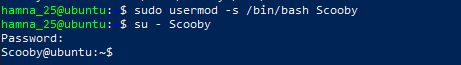 hamna_25@ubuntu:~$ sudo usermod -s /bin/bash Scooby
hamna_25@ubuntu:~$ su - Scooby
Password:
Scooby@ubuntu:~$